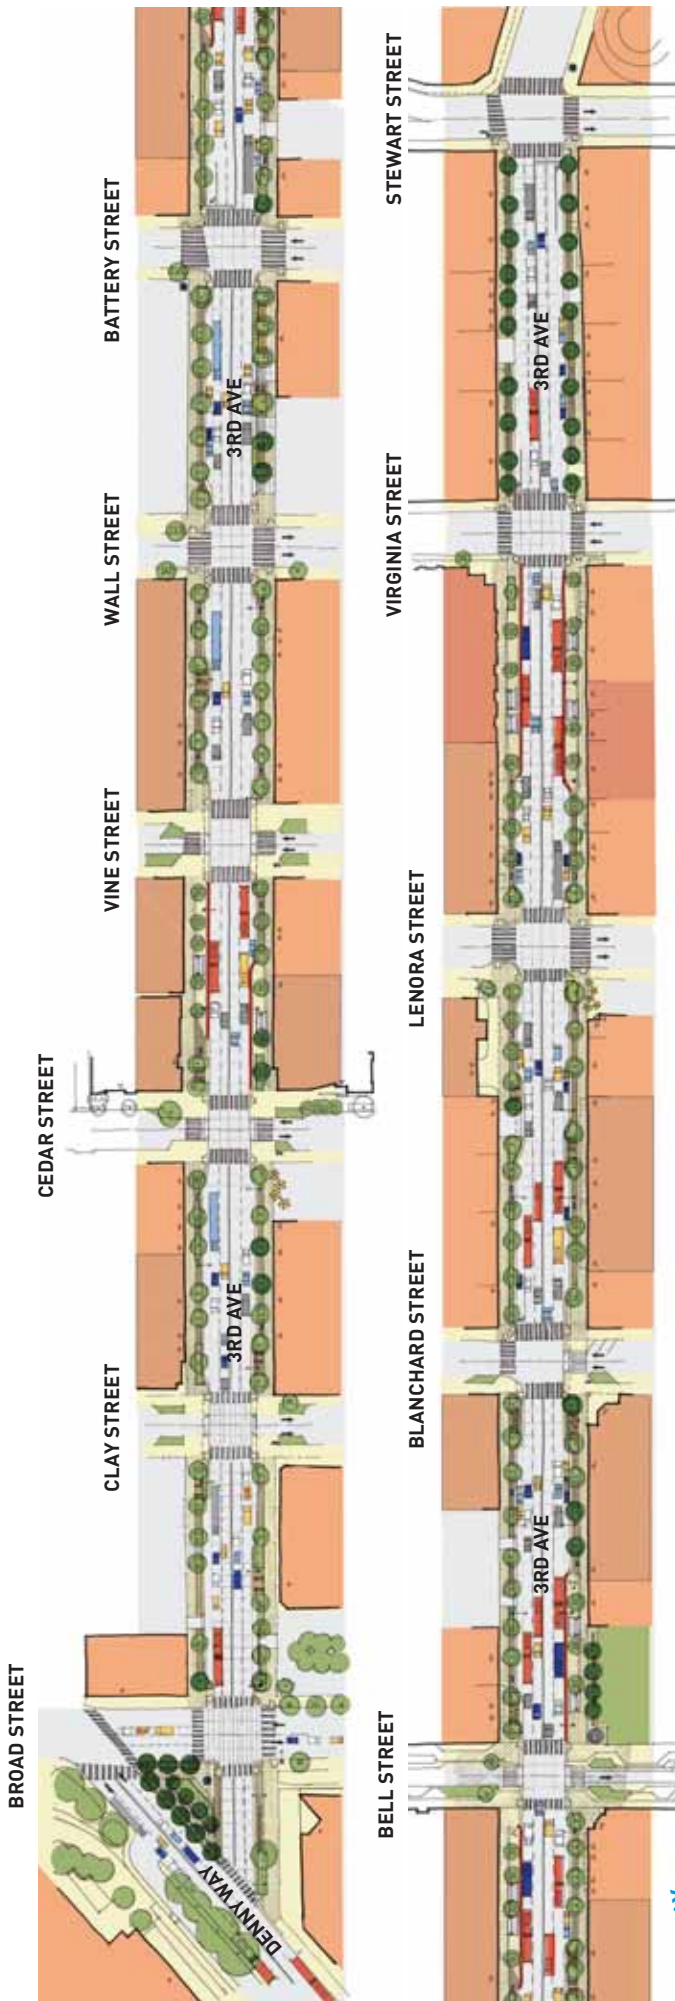 BATTERY STREET
3RD AVE
WALL STREET
VINE STREET
CEDAR STREET
3RD AVE
CLAY STREET
BROAD STREET
DENNY WAY
STEWART STREET
3RD AVE
VIRGINIA STREET
LENORA STREET
BLANCHARD STREET
3RD AVE
BELL STREET